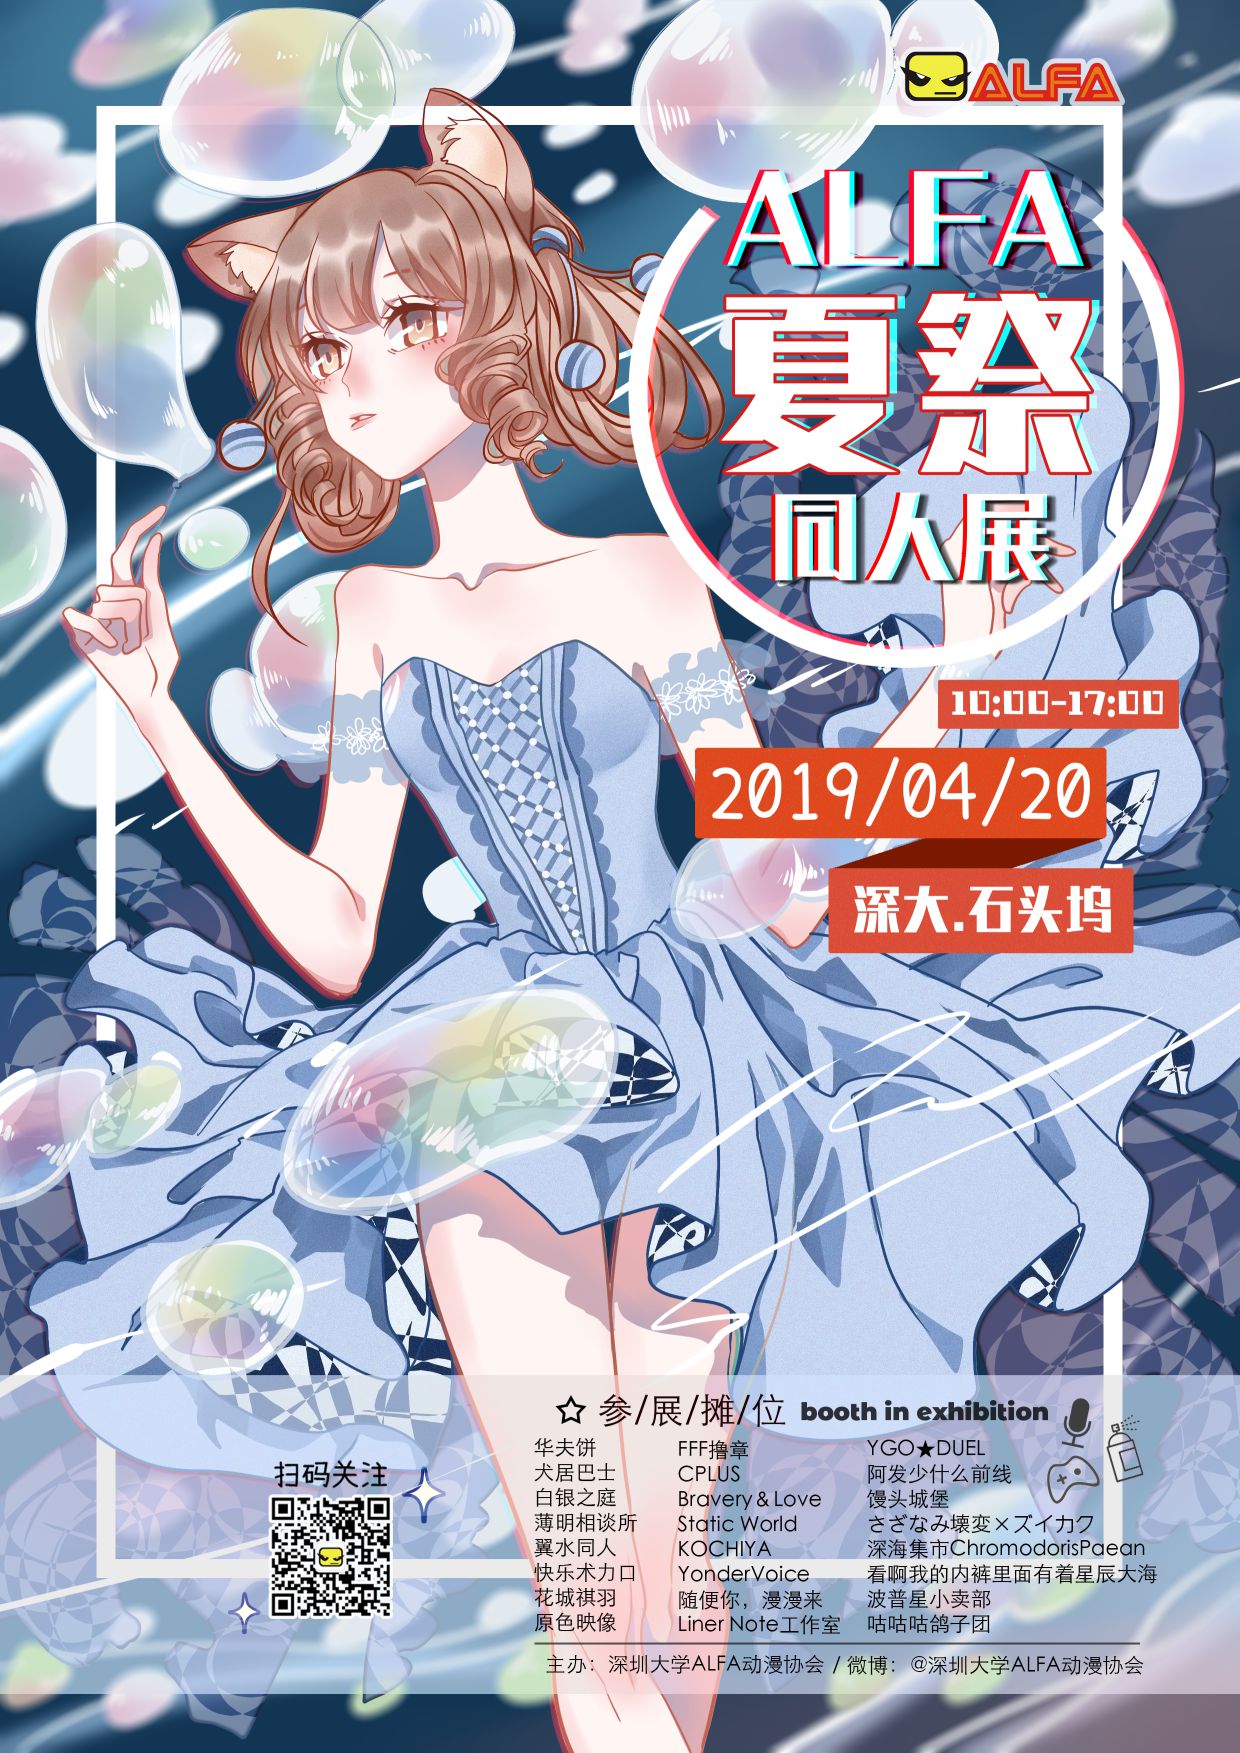 ALFA
ALFA
夏祭
同人展
10:00-17:00
2019/04/20
深大.石头坞
☆ 参/展/摊/位 booth in exhibition
华夫饼
犬居巴士
白银之庭
薄明相谈所
翼水同人
快乐术力口
花城祺羽
原色映像
FFF撸章
CPLUS
Bravery & Love
Static World
KOCHIYA
YonderVoice
随便你，漫漫来
Liner Note工作室
YGO★DUEL
阿发少什么前线
馒头城堡
さざなみ壊变×ズイカク
深海集市ChromodorisPaean
看啊我的内裤里面有着星辰大海
波普星小卖部
咕咕咕鸽子团
扫码关注
主办：深圳大学ALFA动漫协会 / 微博：@深圳大学ALFA动漫协会